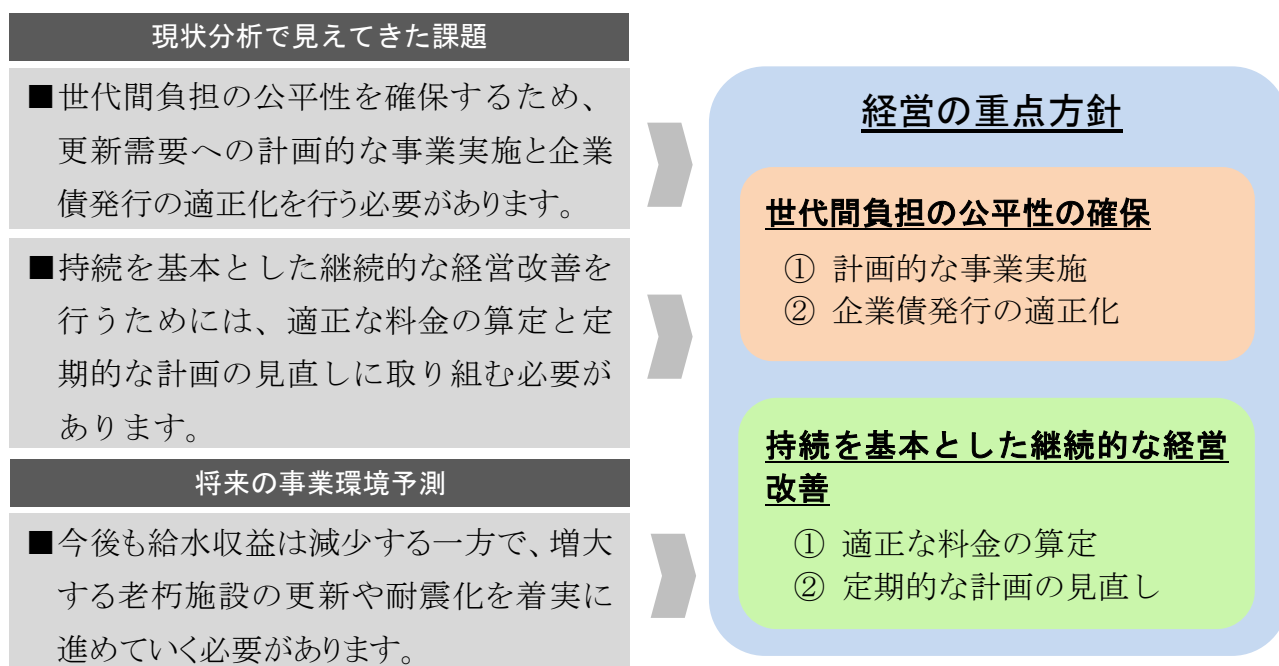 現状分析で見えてきた課題
■世代間負担の公平性を確保するため、
更新需要への計画的な事業実施と企業
債発行の適正化を行う必要があります。
■持続を基本とした継続的な経営改善を
行うためには、適正な料金の算定と定
期的な計画の見直しに取り組む必要が
あります。
将来の事業環境予測
■今後も給水収益は減少する一方で、増大
する老朽施設の更新や耐震化を着実に
進めていく必要があります。
経営の重点方針
世代間負担の公平性の確保
① 計画的な事業実施
② 企業債発行の適正化
持続を基本とした継続的な経営
改善
① 適正な料金の算定
② 定期的な計画の見直し